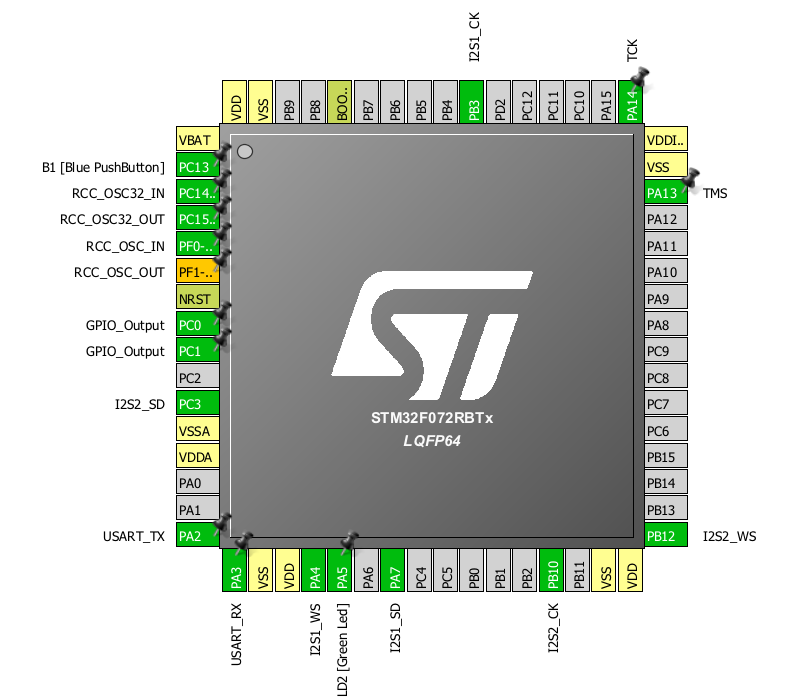 I2S1_CK
TCK
VDD
VSS
PB9
PB8
BOO..
PB7
PB6
PB5
PB4
PB3
PD2
PC12
PC11
PC10
PA15
PA14
VBAT
B1 [Blue PushButton] PC13
RCC_OSC32_IN PC14..
RCC_OSC32_OUT PC15..
RCC_OSC_IN PF0-..
RCC_OSC_OUT PF1-..
NRST
GPIO_Output PC0
GPIO_Output PC1
PC2
I2S2_SD PC3
VSSA
VDDA
PA0
PA1
USART_TX PA2
ST
STM32F072RBTx
LQFP64
VDDI..
VSS
PA13 TMS
PA12
PA11
PA10
PA9
PA8
PC9
PC8
PC7
PC6
PB15
PB14
PB13
PB12 I2S2_WS
PA3
VSS
VDD
PA4
PA5
PA6
PA7
PC4
PC5
PB0
PB1
PB2
PB10
PB11
VSS
VDD
USART_RX
I2S1_WS
LD2 [Green Led]
I2S1_SD
I2S2_CK